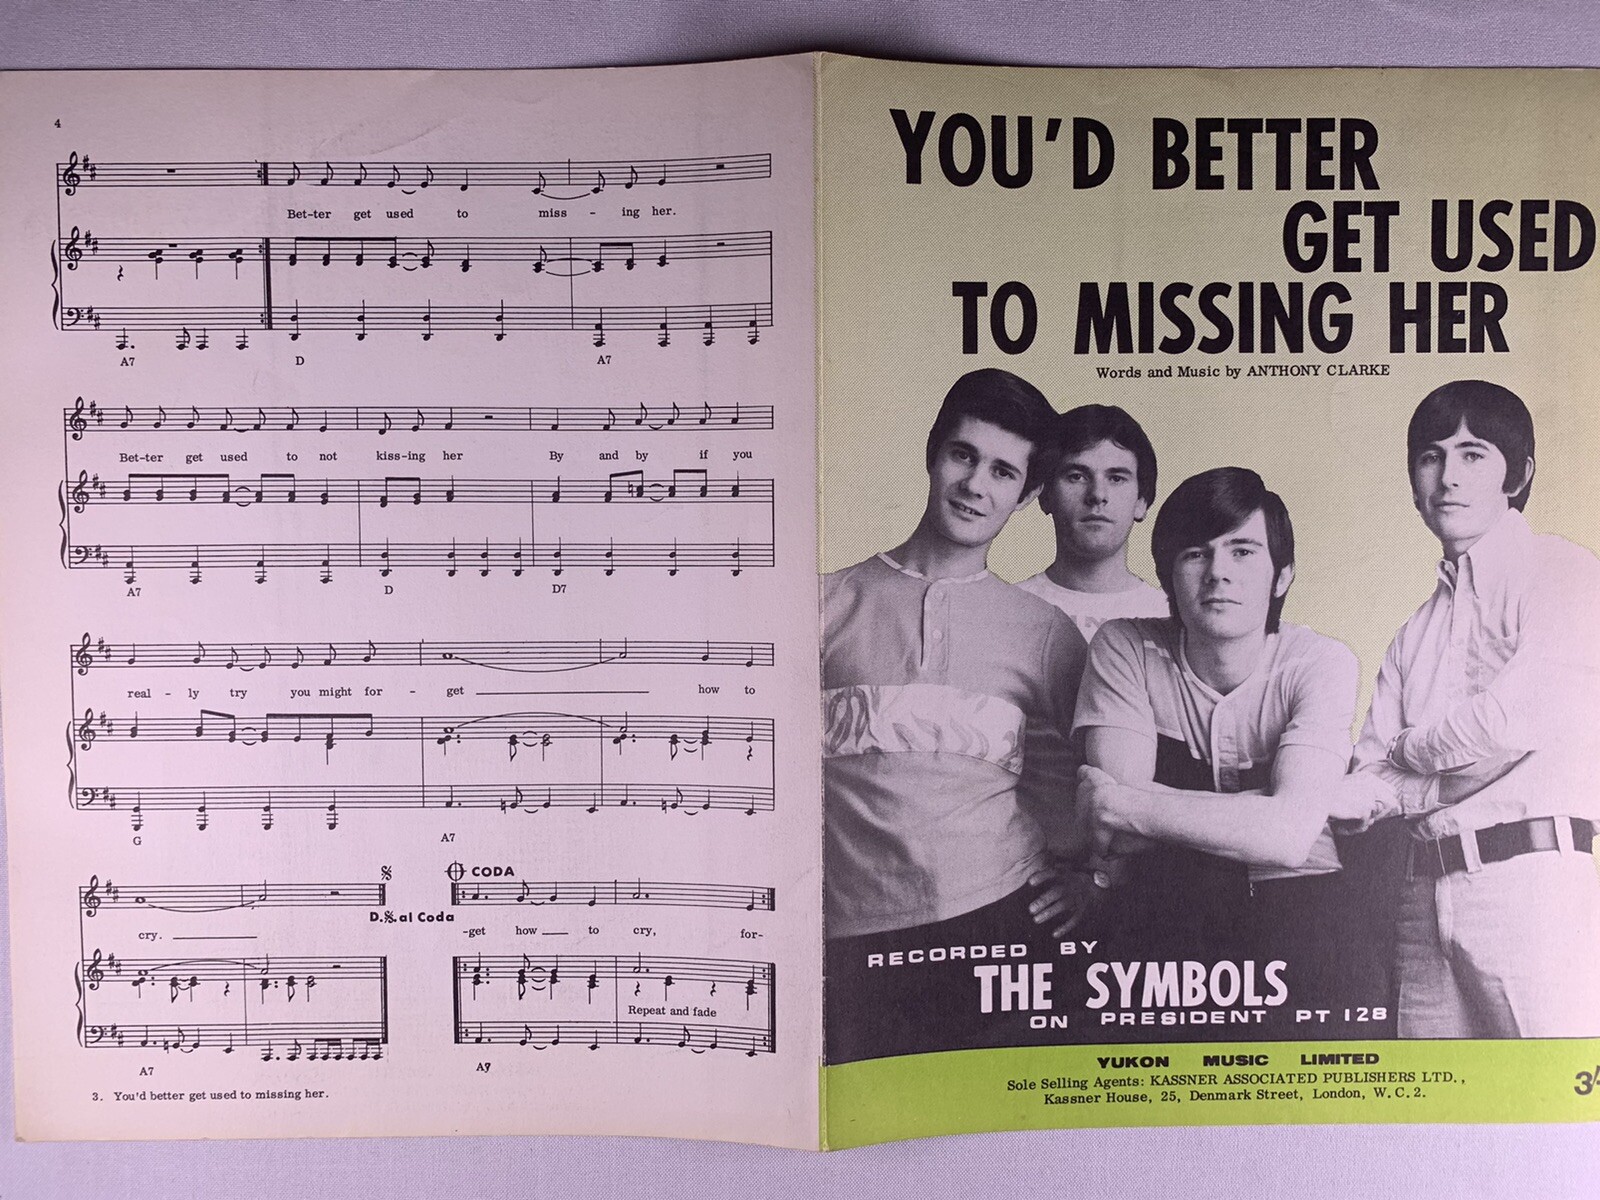 4
Bet-ter get used to miss - ing her.
A7 D A7
Bet-ter get used to not kiss-ing her By and by if you
A7 D D7
real - ly try you might for - get how to
G A7
CODA
D.S. al Coda
cry. -get how to cry, for-
Repeat and fade
A7 A9
3. You'd better get used to missing her.
YOU'D BETTER
GET USED
TO MISSING HER
Words and Music by ANTHONY CLARKE
RECORDED BY
THE SYMBOLS
ON PRESIDENT PT 128
YUKON MUSIC LIMITED
Sole Selling Agents: KASSNER ASSOCIATED PUBLISHERS LTD.,
Kassner House, 25, Denmark Street, London, W.C.2.
3/